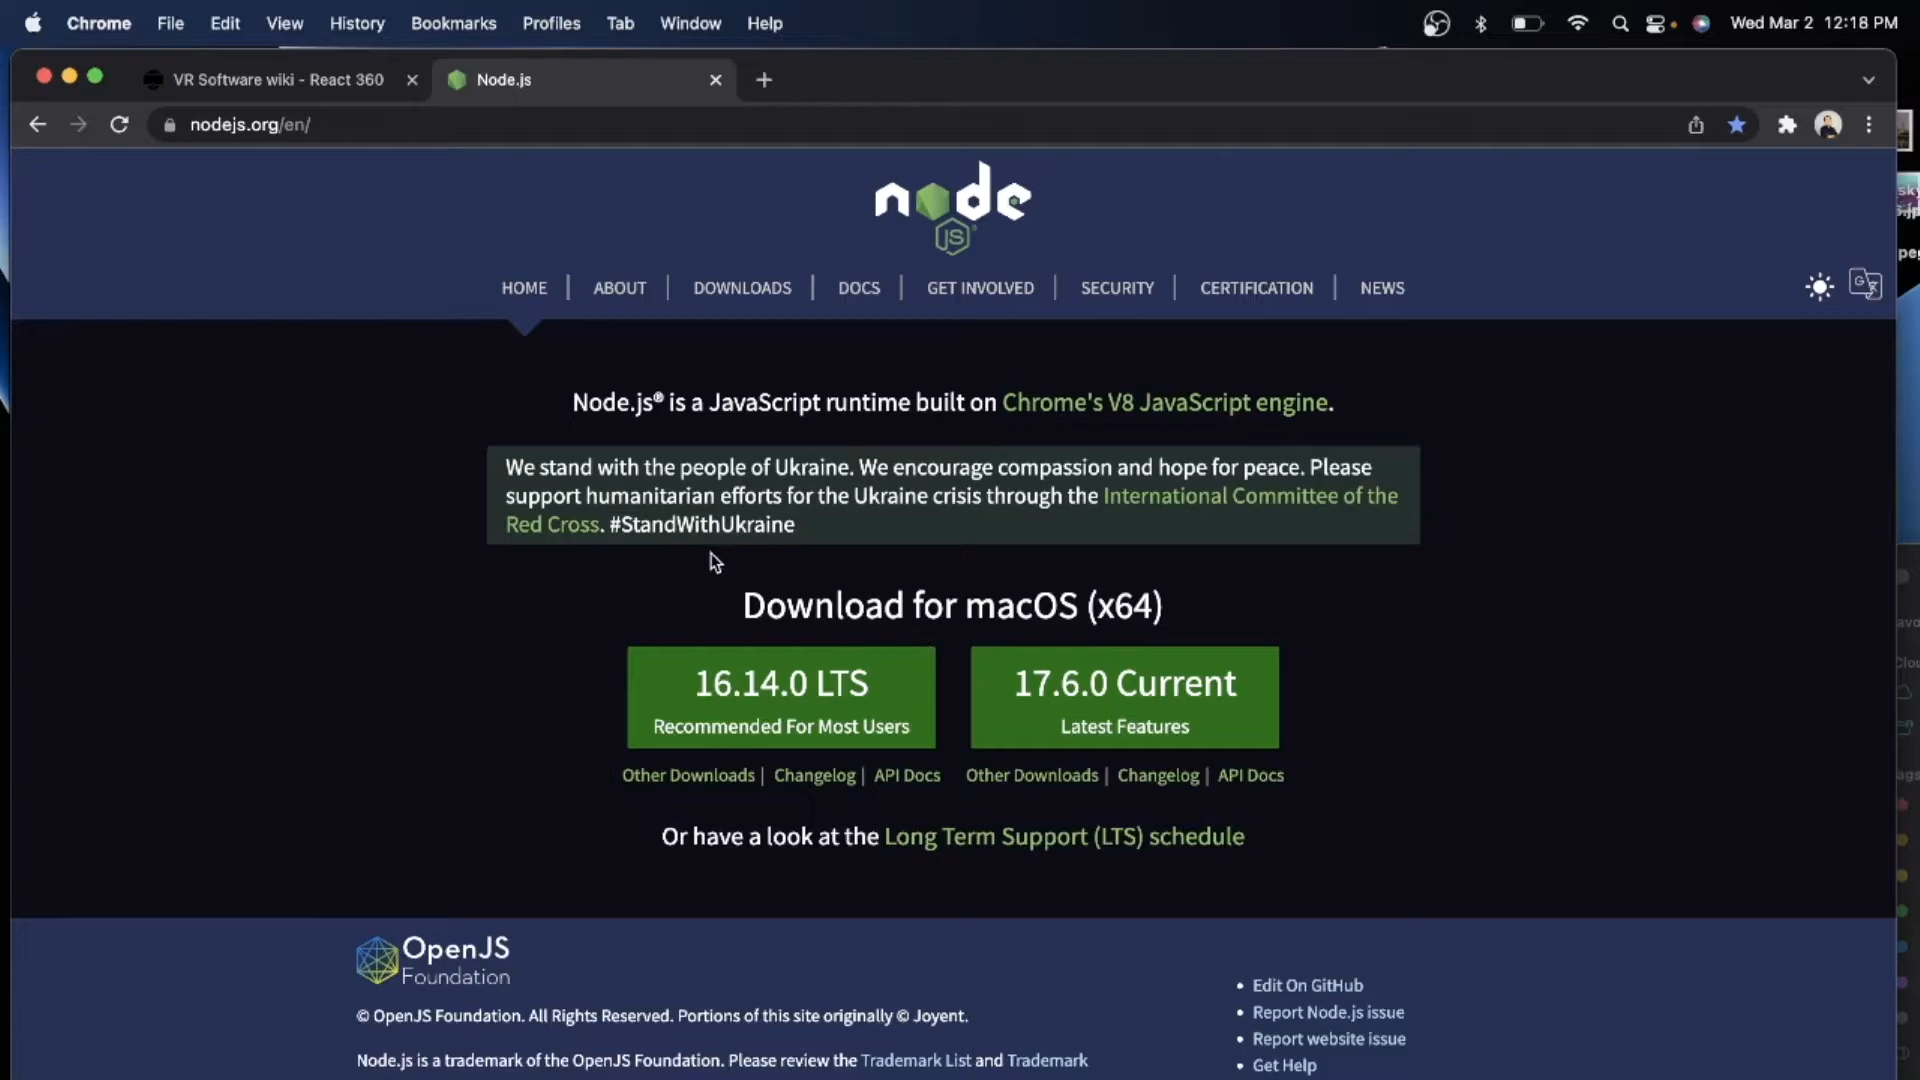 Chrome File Edit View History Bookmarks Profiles Tab Window Help Wed Mar 2 12:18 PM
VR Software wiki - React 360 Node.js
nodejs.org/en/
node
JS
HOME | ABOUT | DOWNLOADS | DOCS | GET INVOLVED | SECURITY | CERTIFICATION | NEWS
Node.js® is a JavaScript runtime built on Chrome's V8 JavaScript engine.
We stand with the people of Ukraine. We encourage compassion and hope for peace. Please
support humanitarian efforts for the Ukraine crisis through the International Committee of the
Red Cross. #StandWithUkraine
Download for macOS (x64)
16.14.0 LTS 17.6.0 Current
Recommended For Most Users Latest Features
Other Downloads | Changelog | API Docs Other Downloads | Changelog | API Docs
Or have a look at the Long Term Support (LTS) schedule
OpenJS
Foundation
© OpenJS Foundation. All Rights Reserved. Portions of this site originally © Joyent.
Node.js is a trademark of the OpenJS Foundation. Please review the Trademark List and Trademark
• Edit On GitHub
• Report Node.js issue
• Report website issue
• Get Help